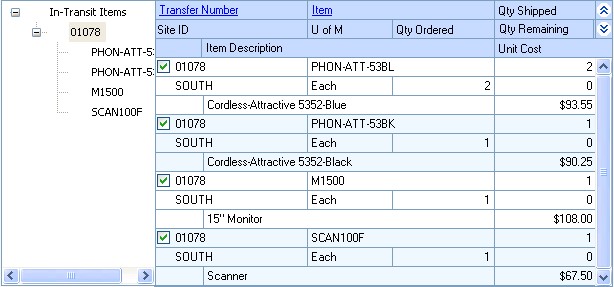 In-Transit Items
01078
PHON-ATT-53
PHON-ATT-53
M1500
SCAN100F
Transfer Number Item Qty Shipped
Site ID U of M Qty Ordered Qty Remaining
Item Description Unit Cost
01078 PHON-ATT-53BL 2
SOUTH Each 2 0
Cordless-Attractive 5352-Blue $93.55
01078 PHON-ATT-53BK 1
SOUTH Each 1 0
Cordless-Attractive 5352-Black $90.25
01078 M1500 1
SOUTH Each 1 0
15" Monitor $108.00
01078 SCAN100F 1
SOUTH Each 1 0
Scanner $67.50